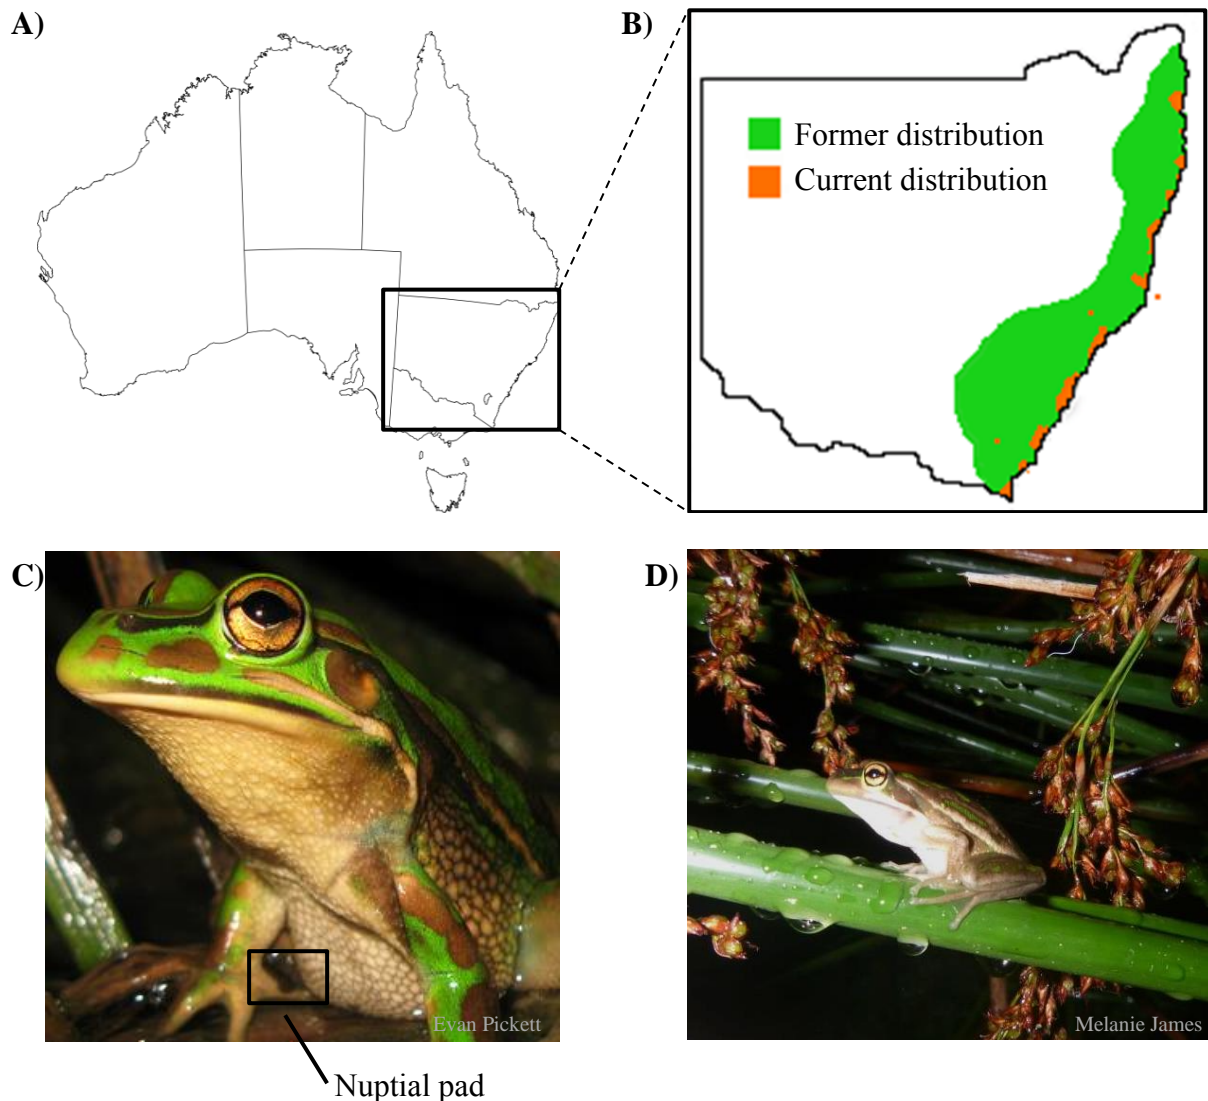 A)
B)
Former distribution
Current distribution
C)
D)
Evan Pickett
Melanie James
Nuptial pad